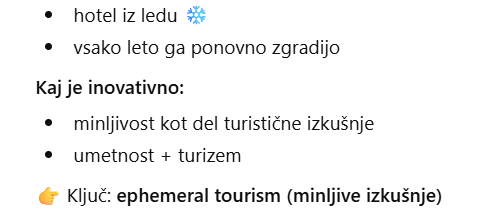 • hotel iz ledu ❄️
• vsako leto ga ponovno zgradijo
Kaj je inovativno:
• minljivost kot del turistične izkušnje
• umetnost + turizem
👉 Ključ: ephemeral tourism (minljive izkušnje)